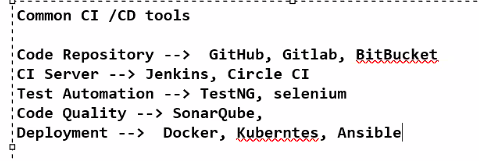 Common CI /CD tools
Code Repository --> GitHub, Gitlab, BitBucket
CI Server --> Jenkins, Circle CI
Test Automation --> TestNG, selenium
Code Quality --> SonarQube,
Deployment --> Docker, Kuberntes, Ansible